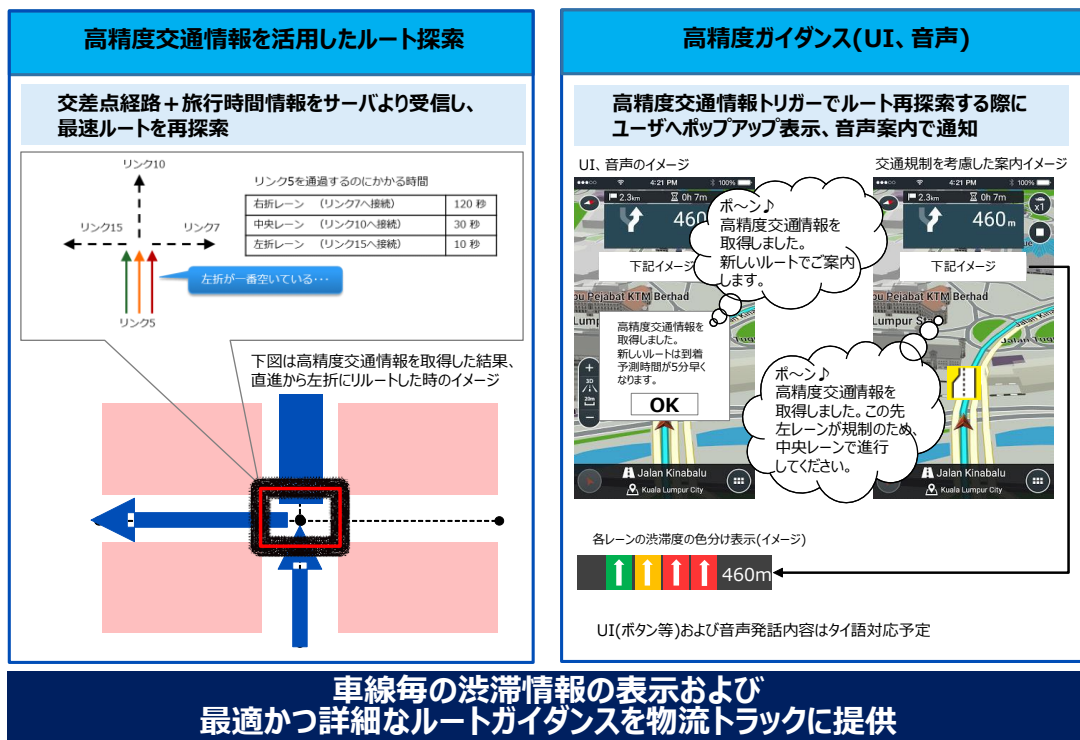 高精度交通情報を活用したルート探索
交差点経路＋旅行時間情報をサーバより受信し、
最速ルートを再探索
リンク10
リンク15
リンク7
リンク5
左折が一番空いている・・・
リンク5を通過するのにかかる時間
右折レーン （リンク7へ接続） 120 秒
中央レーン （リンク10へ接続） 30 秒
左折レーン （リンク15へ接続） 10 秒
下図は高精度交通情報を取得した結果、
直進から左折にリルートした時のイメージ
高精度ガイダンス(UI、音声)
高精度交通情報トリガーでルート再探索する際に
ユーザへポップアップ表示、音声案内で通知
UI、音声のイメージ
4:21 PM
100%
2.3km
0h 7m
460
下記イメージ
ポ～ン♪
高精度交通情報を
取得しました。
新しいルートでご案内
します。
pu Pejabat KTM Berhad
Lump
高精度交通情報を
取得しました。
新しいルートは到着
予測時間が5分早く
なります。
OK
3D
20m
Jalan Kinabalu
Kuala Lumpur City
交通規制を考慮した案内イメージ
4:21 PM
100%
2.3km
0h 7m
x1
460m
下記イメージ
pu Pejabat KTM Berhad
Lumpur
ポ～ン♪
高精度交通情報を
取得しました。この先
左レーンが規制のため、
中央レーンで進行
してください。
Jalan Kinabalu
Kuala Lumpur City
各レーンの渋滞度の色分け表示(イメージ)
460m
UI(ボタン等)および音声発話内容はタイ語対応予定
車線毎の渋滞情報の表示および
最適かつ詳細なルートガイダンスを物流トラックに提供